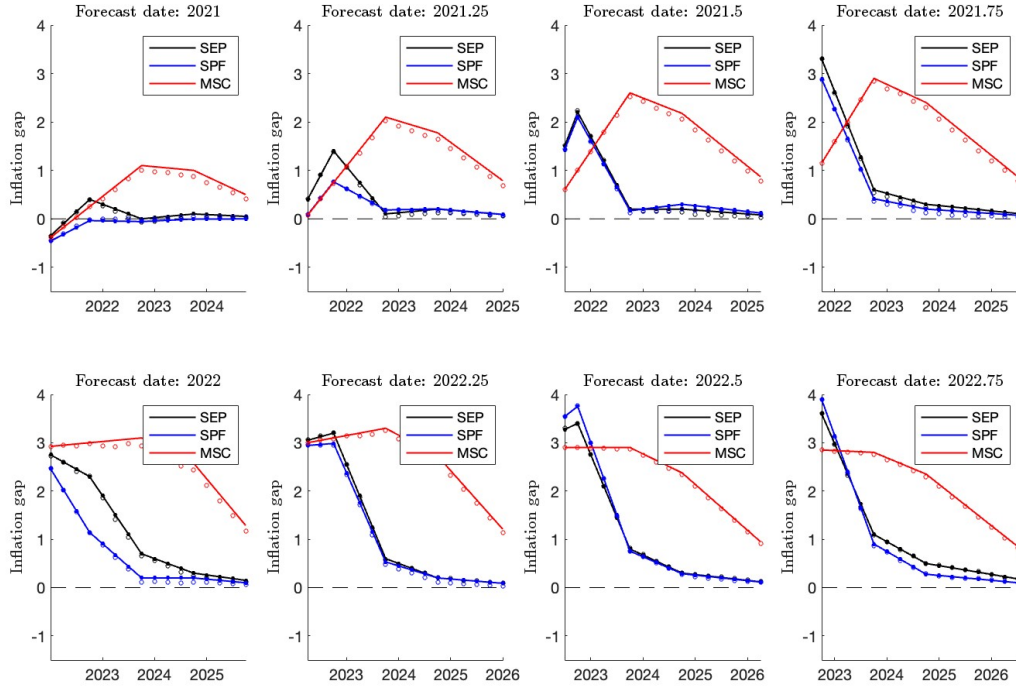 Forecast date: 2021
4
3
2
1
0
-1
Inflation gap
SEP
SPF
MSC
2022
2023
2024
Forecast date: 2021.25
4
3
2
1
0
-1
Inflation gap
SEP
SPF
MSC
2022
2023
2024
2025
Forecast date: 2021.5
4
3
2
1
0
-1
Inflation gap
SEP
SPF
MSC
2022
2023
2024
2025
Forecast date: 2021.75
4
3
2
1
0
-1
Inflation gap
SEP
SPF
MSC
2022
2023
2024
2025
2026
Forecast date: 2022
4
3
2
1
0
-1
Inflation gap
SEP
SPF
MSC
2023
2024
2025
Forecast date: 2022.25
4
3
2
1
0
-1
Inflation gap
SEP
SPF
MSC
2023
2024
2025
2026
Forecast date: 2022.5
4
3
2
1
0
-1
Inflation gap
SEP
SPF
MSC
2023
2024
2025
2026
Forecast date: 2022.75
4
3
2
1
0
-1
Inflation gap
SEP
SPF
MSC
2023
2024
2025
2026